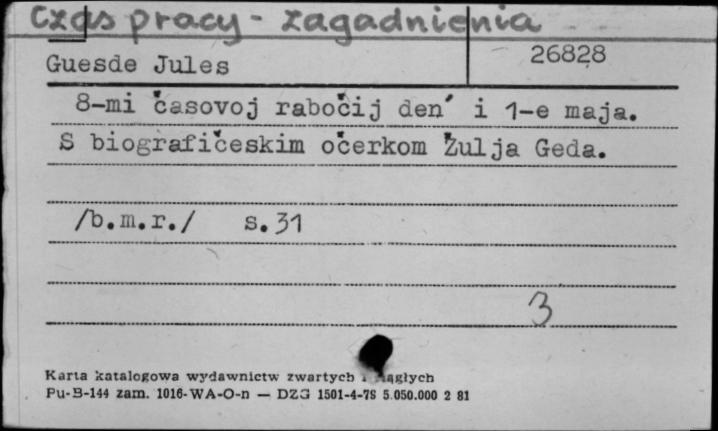 Czas pracy - zagadnienia
Guesde Jules 26828
8-mi časovoj rabočij den' i 1-e maja.
S biografičeskim očerkom Žulja Geda.
/b.m.r./ s.31
3
Karta katalogowa wydawnictw zwartych i ciągłych
Pu-B-144 zam. 1016-WA-O-n — DZG 1501-4-78 5.050.000 2 81